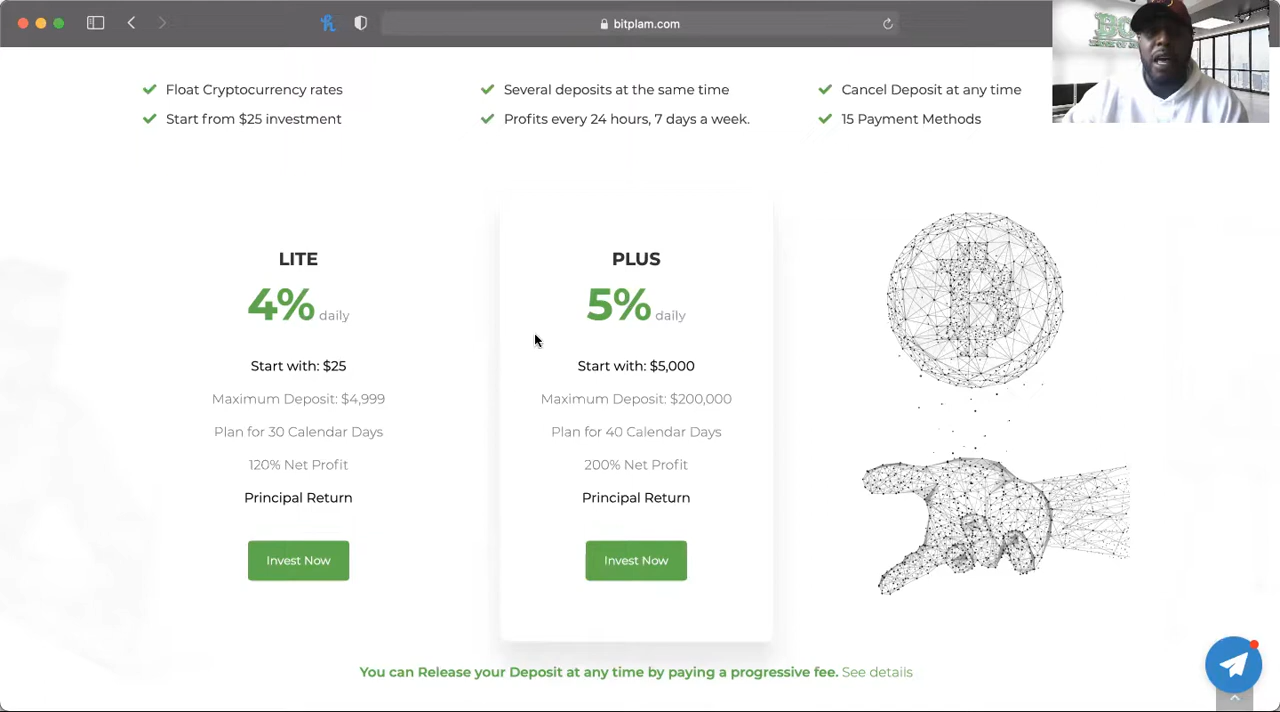 bitplam.com
Float Cryptocurrency rates
Several deposits at the same time
Cancel Deposit at any time
Start from $25 investment
Profits every 24 hours, 7 days a week.
15 Payment Methods
LITE
4% daily
Start with: $25
Maximum Deposit: $4,999
Plan for 30 Calendar Days
120% Net Profit
Principal Return
Invest Now
PLUS
5% daily
Start with: $5,000
Maximum Deposit: $200,000
Plan for 40 Calendar Days
200% Net Profit
Principal Return
Invest Now
You can Release your Deposit at any time by paying a progressive fee. See details